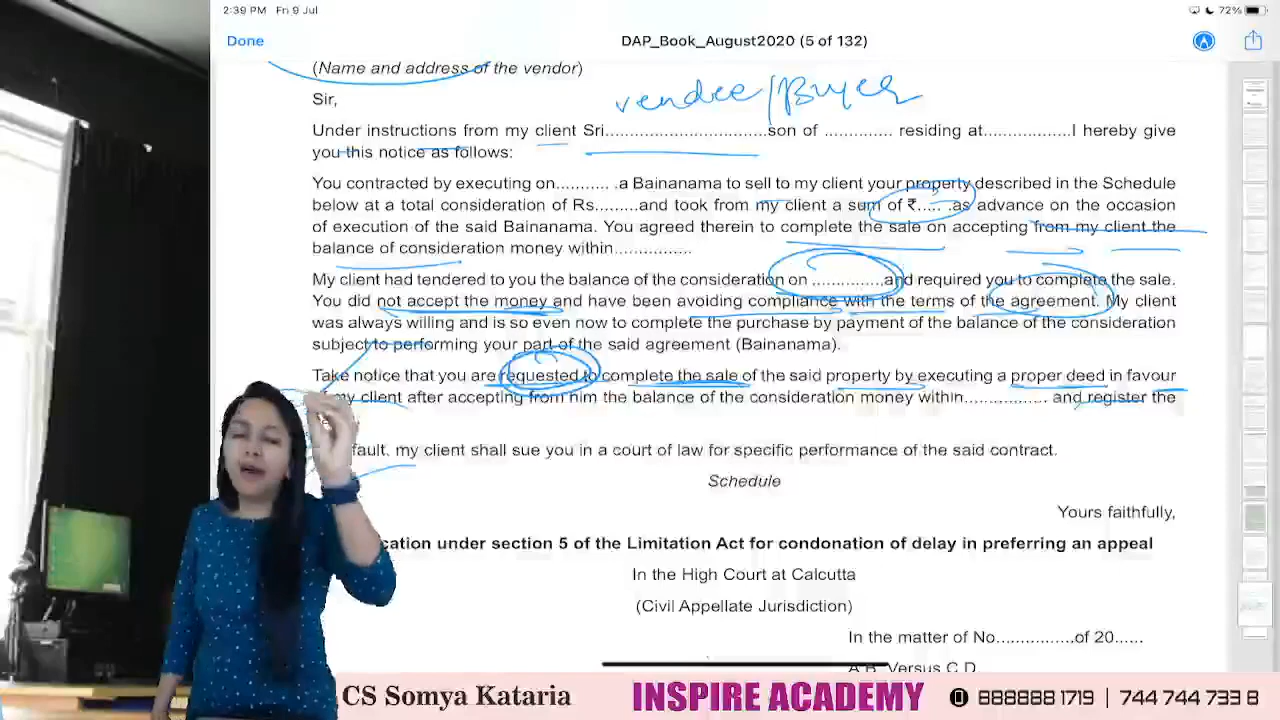 2:39 PM Fri 9 Jul
72%
Done
DAP_Book_August2020 (5 of 132)
(Name and address of the vendor)
Sir,
vendee/Buyer
Under instructions from my client Sri..............................son of ............. residing at.................I hereby give
you this notice as follows:
You contracted by executing on.......... .a Bainanama to sell to my client your property described in the Schedule
below at a total consideration of Rs.........and took from my client a sum of ₹..... .as advance on the occasion
of execution of the said Bainanama. You agreed therein to complete the sale on accepting from my client the
balance of consideration money within...............
My client had tendered to you the balance of the consideration on ..............,and required you to complete the sale.
You did not accept the money and have been avoiding compliance with the terms of the agreement. My client
was always willing and is so even now to complete the purchase by payment of the balance of the consideration
subject to performing your part of the said agreement (Bainanama).
Take notice that you are requested to complete the sale of the said property by executing a proper deed in favour
my client after accepting from him the balance of the consideration money within................. and register the
fault, my client shall sue you in a court of law for specific performance of the said contract.
Schedule
Yours faithfully,
cation under section 5 of the Limitation Act for condonation of delay in preferring an appeal
In the High Court at Calcutta
(Civil Appellate Jurisdiction)
In the matter of No...............,of 20......
A.B. Versus C.D.
CS Somya Kataria INSPIRE ACADEMY 888868 1719 | 744 744 733 8